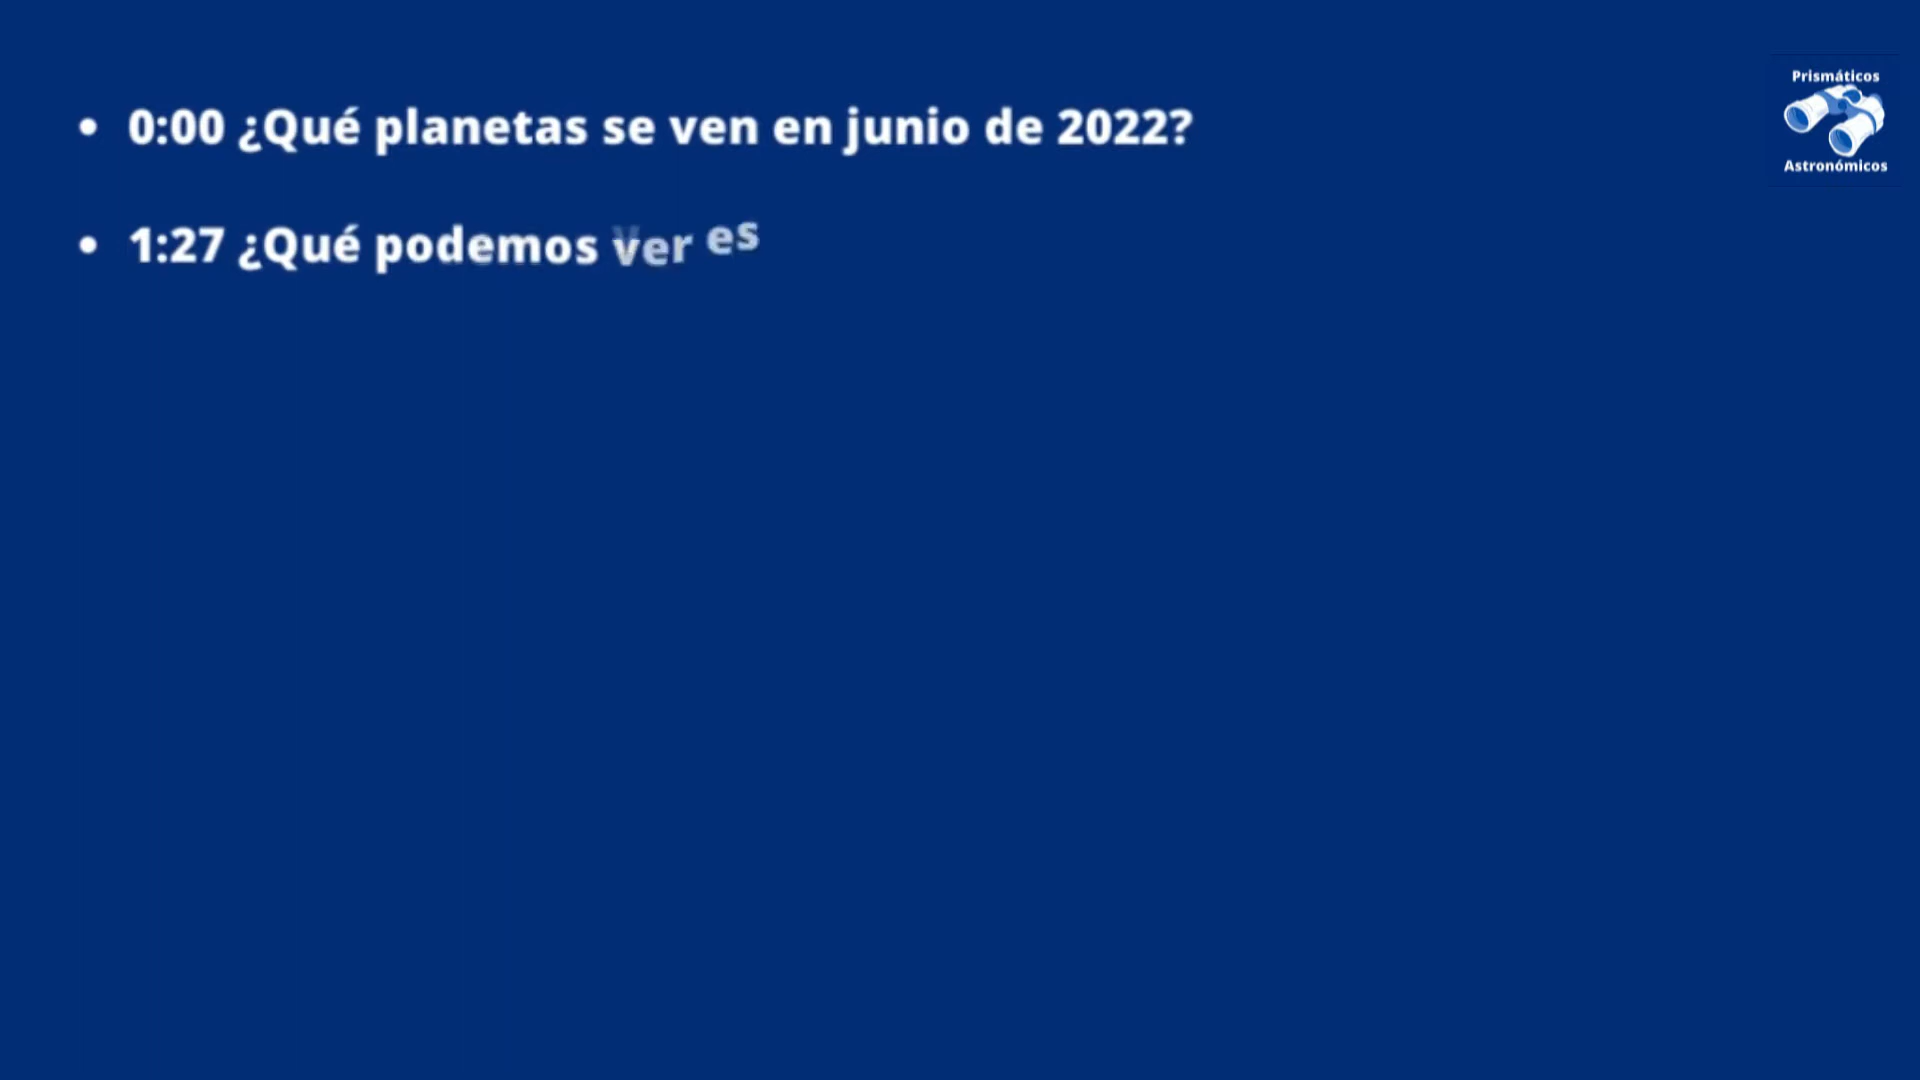 Prismáticos
Astronómicos
• 0:00 ¿Qué planetas se ven en junio de 2022?
• 1:27 ¿Qué podemos ver es